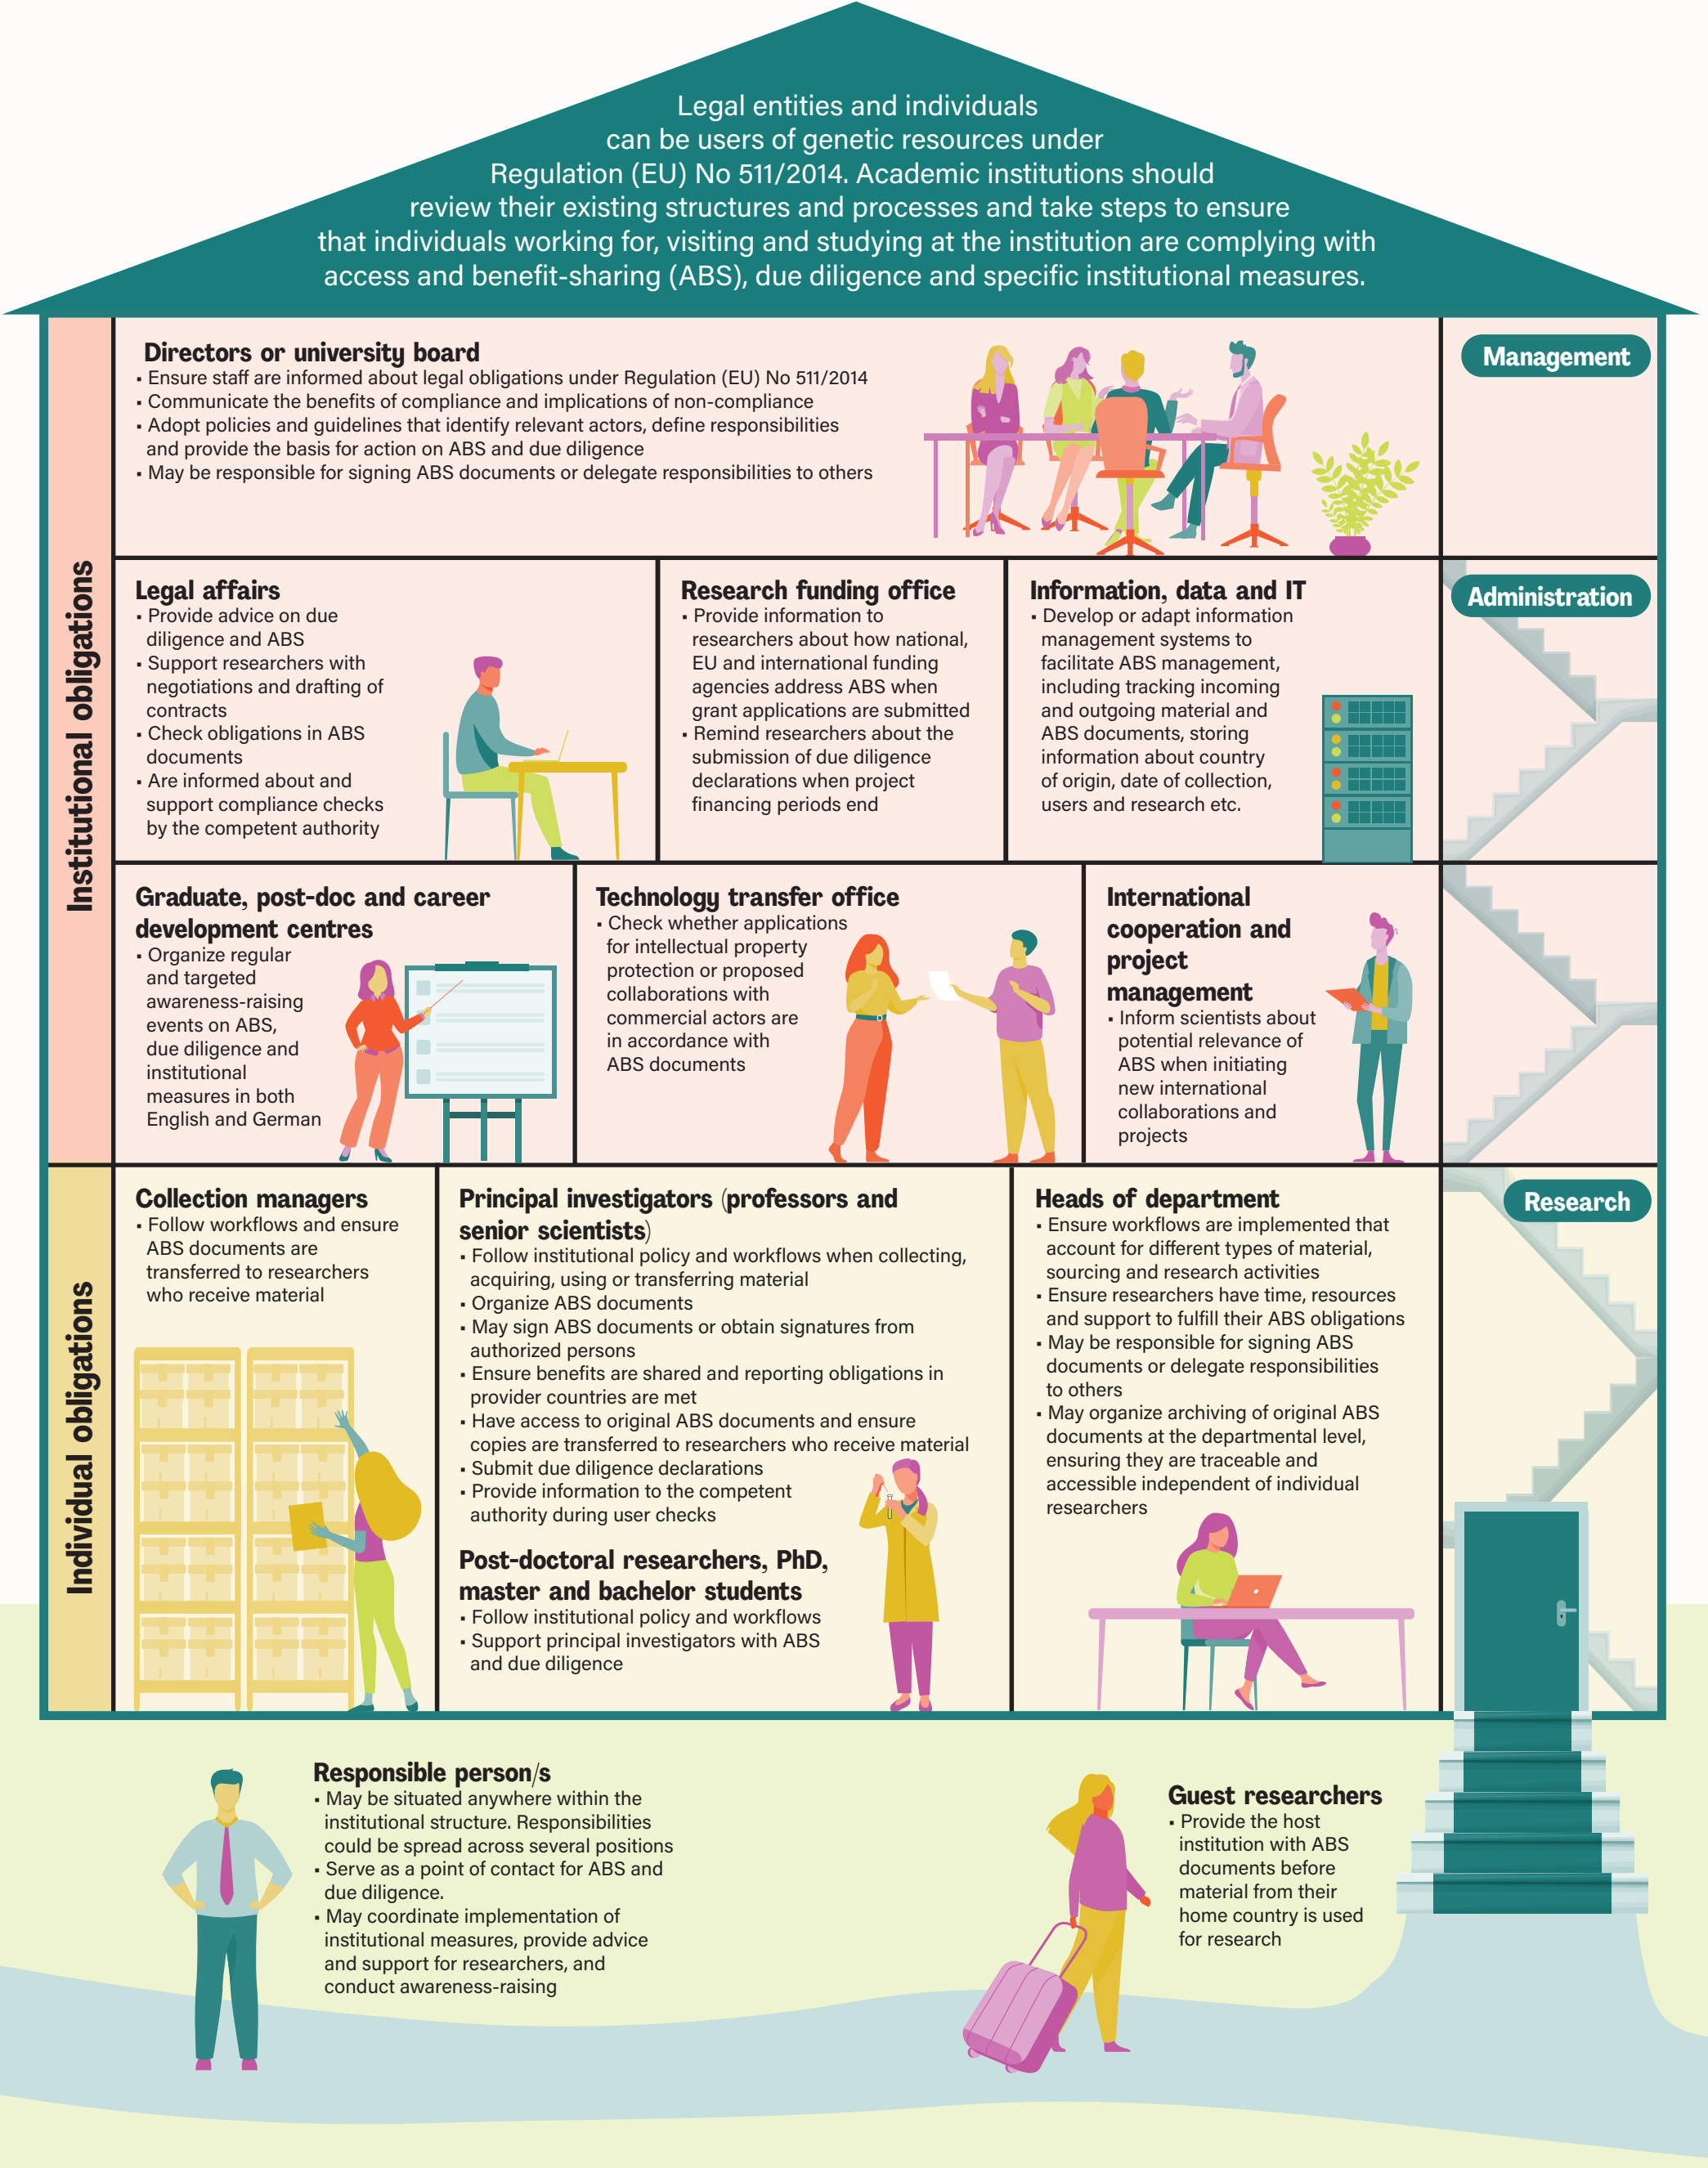 Legal entities and individuals
can be users of genetic resources under
Regulation (EU) No 511/2014. Academic institutions should
review their existing structures and processes and take steps to ensure
that individuals working for, visiting and studying at the institution are complying with
access and benefit-sharing (ABS), due diligence and specific institutional measures.
Institutional obligations
Directors or university board
▪ Ensure staff are informed about legal obligations under Regulation (EU) No 511/2014
▪ Communicate the benefits of compliance and implications of non-compliance
▪ Adopt policies and guidelines that identify relevant actors, define responsibilities
and provide the basis for action on ABS and due diligence
▪ May be responsible for signing ABS documents or delegate responsibilities to others
Management
Legal affairs
▪ Provide advice on due
diligence and ABS
▪ Support researchers with
negotiations and drafting of
contracts
▪ Check obligations in ABS
documents
▪ Are informed about and
support compliance checks
by the competent authority
Research funding office
▪ Provide information to
researchers about how national,
EU and international funding
agencies address ABS when
grant applications are submitted
▪ Remind researchers about the
submission of due diligence
declarations when project
financing periods end
Information, data and IT
▪ Develop or adapt information
management systems to
facilitate ABS management,
including tracking incoming
and outgoing material and
ABS documents, storing
information about country
of origin, date of collection,
users and research etc.
Administration
Graduate, post-doc and career
development centres
▪ Organize regular
and targeted
awareness-raising
events on ABS,
due diligence and
institutional
measures in both
English and German
Technology transfer office
▪ Check whether applications
for intellectual property
protection or proposed
collaborations with
commercial actors are
in accordance with
ABS documents
International
cooperation and
project
management
▪ Inform scientists about
potential relevance of
ABS when initiating
new international
collaborations and
projects
Individual obligations
Collection managers
▪ Follow workflows and ensure
ABS documents are
transferred to researchers
who receive material
Principal investigators (professors and
senior scientists)
▪ Follow institutional policy and workflows when collecting,
acquiring, using or transferring material
▪ Organize ABS documents
▪ May sign ABS documents or obtain signatures from
authorized persons
▪ Ensure benefits are shared and reporting obligations in
provider countries are met
▪ Have access to original ABS documents and ensure
copies are transferred to researchers who receive material
▪ Submit due diligence declarations
▪ Provide information to the competent
authority during user checks
Post-doctoral researchers, PhD,
master and bachelor students
▪ Follow institutional policy and workflows
▪ Support principal investigators with ABS
and due diligence
Heads of department
▪ Ensure workflows are implemented that
account for different types of material,
sourcing and research activities
▪ Ensure researchers have time, resources
and support to fulfill their ABS obligations
▪ May be responsible for signing ABS
documents or delegate responsibilities
to others
▪ May organize archiving of original ABS
documents at the departmental level,
ensuring they are traceable and
accessible independent of individual
researchers
Research
Responsible person/s
▪ May be situated anywhere within the
institutional structure. Responsibilities
could be spread across several positions
▪ Serve as a point of contact for ABS and
due diligence.
▪ May coordinate implementation of
institutional measures, provide advice
and support for researchers, and
conduct awareness-raising
Guest researchers
▪ Provide the host
institution with ABS
documents before
material from their
home country is used
for research